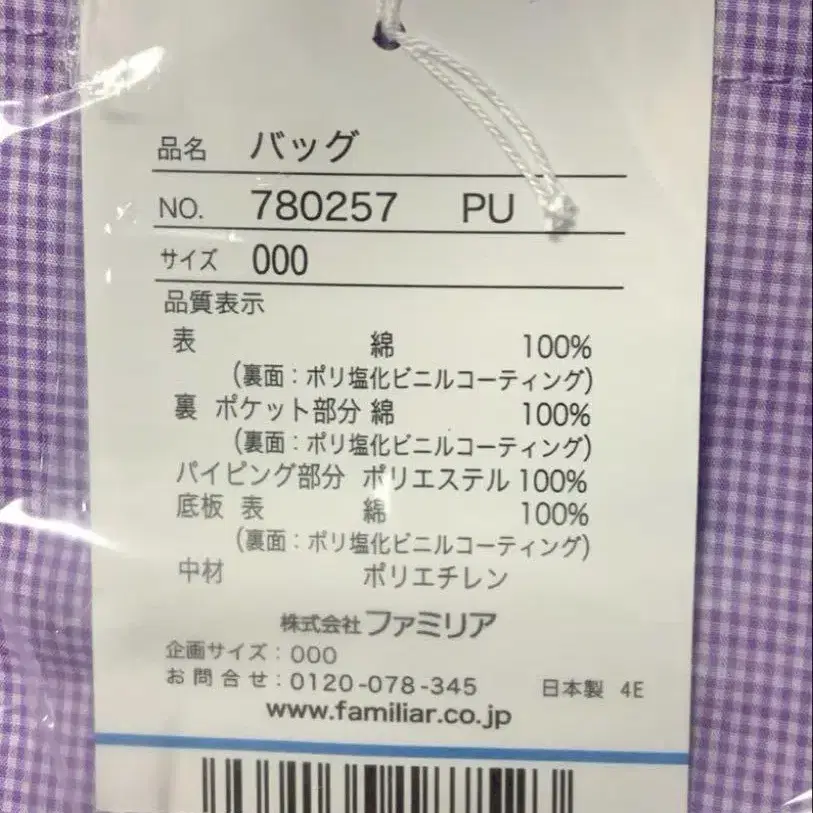 品名 バッグ
NO. 780257 PU
サイズ 000
品質表示
表 綿 100%
(裏面：ポリ塩化ビニルコーティング)
裏 ポケット部分 綿 100%
(裏面：ポリ塩化ビニルコーティング)
パイピング部分 ポリエステル 100%
底板 表 綿 100%
(裏面：ポリ塩化ビニルコーティング)
中材 ポリエチレン
株式会社ファミリア
企画サイズ：000
お問合せ：0120-078-345 日本製 4E
www.familiar.co.jp